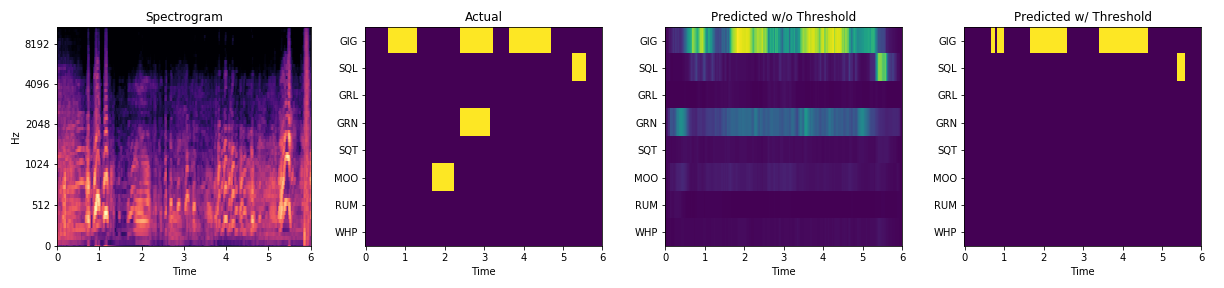 Spectrogram
Hz
8192
4096
2048
1024
512
0
0 1 2 3 4 5 6
Time
Actual
GIG
SQL
GRL
GRN
SQT
MOO
RUM
WHP
0 1 2 3 4 5 6
Time
Predicted w/o Threshold
GIG
SQL
GRL
GRN
SQT
MOO
RUM
WHP
0 1 2 3 4 5 6
Time
Predicted w/ Threshold
GIG
SQL
GRL
GRN
SQT
MOO
RUM
WHP
0 1 2 3 4 5 6
Time